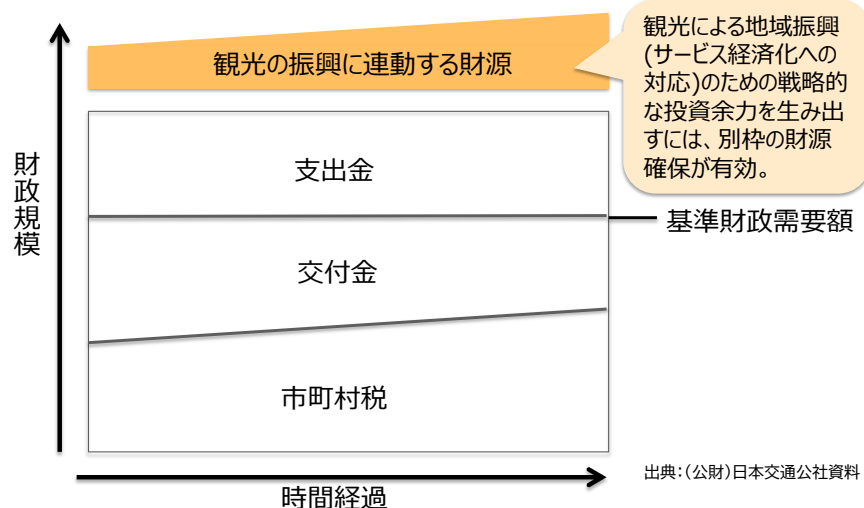 観光の振興に連動する財源
観光による地域振興
(サービス経済化への
対応)のための戦略的
な投資余力を生み出
すには、別枠の財源
確保が有効。
財政規模
支出金
基準財政需要額
交付金
市町村税
時間経過
出典：(公財)日本交通公社資料